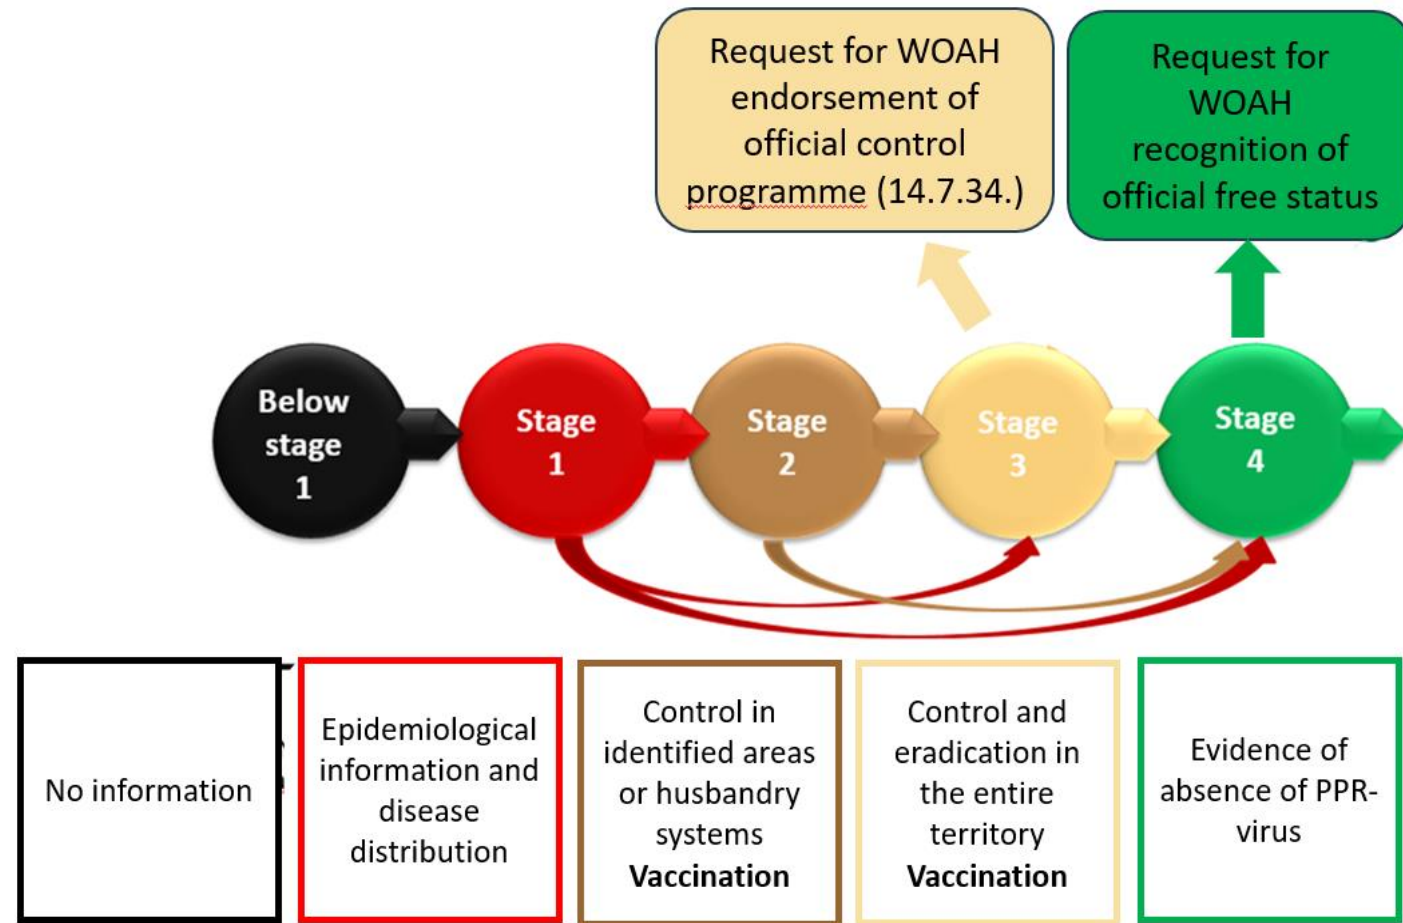 Request for WOAH
endorsement of
official control
programme (14.7.34.)
Request for
WOAH
recognition of
official free status
Below
stage
1
Stage
1
Stage
2
Stage
3
Stage
4
No information
Epidemiological
information and
disease
distribution
Control in
identified areas
or husbandry
systems
Vaccination
Control and
eradication in
the entire
territory
Vaccination
Evidence of
absence of PPR-
virus